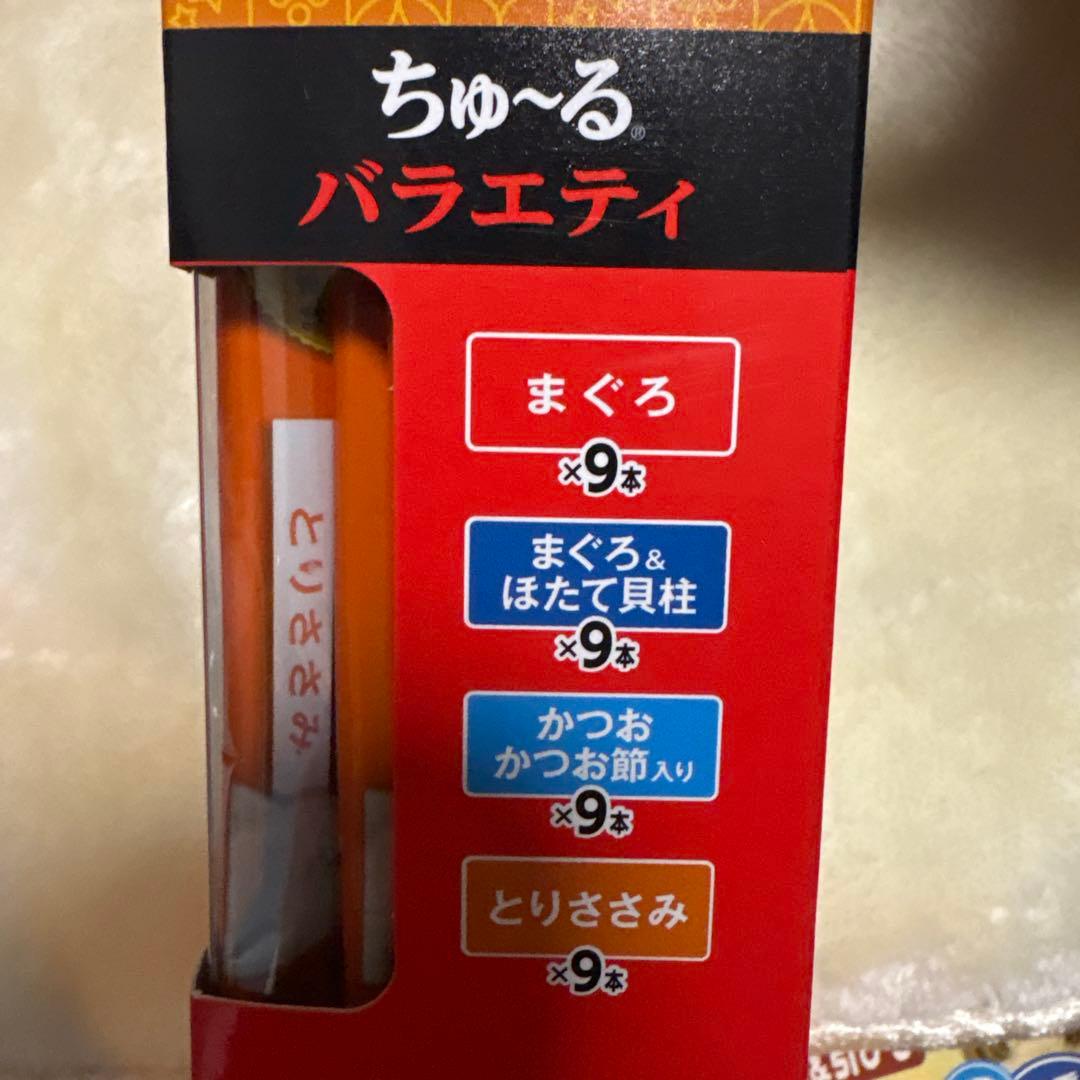 ちゅ～る®
バラエティ
まぐろ
×9本
まぐろ&
ほたて貝柱
×9本
かつお
かつお節入り
×9本
とりささみ
×9本
とりささみ